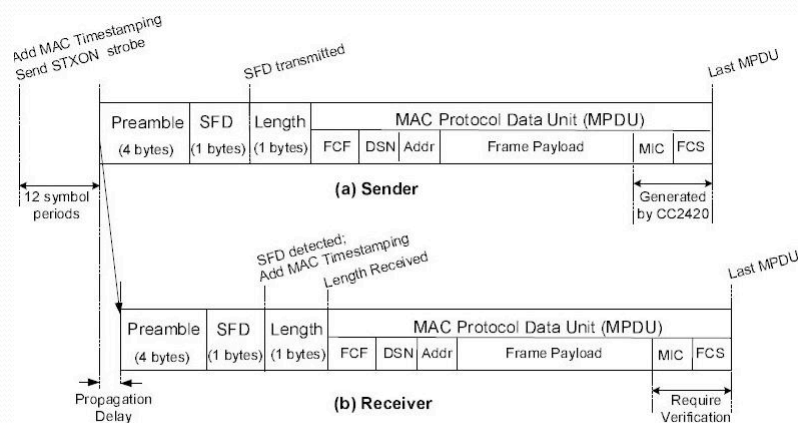 Add MAC Timestamping
Send STXON strobe
SFD transmitted
Last MPDU
Preamble
(4 bytes)
SFD
(1 bytes)
Length
(1 bytes)
MAC Protocol Data Unit (MPDU)
FCF
DSN
Addr
Frame Payload
MIC
FCS
12 symbol
periods
(a) Sender
Generated
by CC2420
SFD detected;
Add MAC Timestamping
Length Received
Last MPDU
Preamble
(4 bytes)
SFD
(1 bytes)
Length
(1 bytes)
MAC Protocol Data Unit (MPDU)
FCF
DSN
Addr
Frame Payload
MIC
FCS
Propagation
Delay
(b) Receiver
Require
Verification